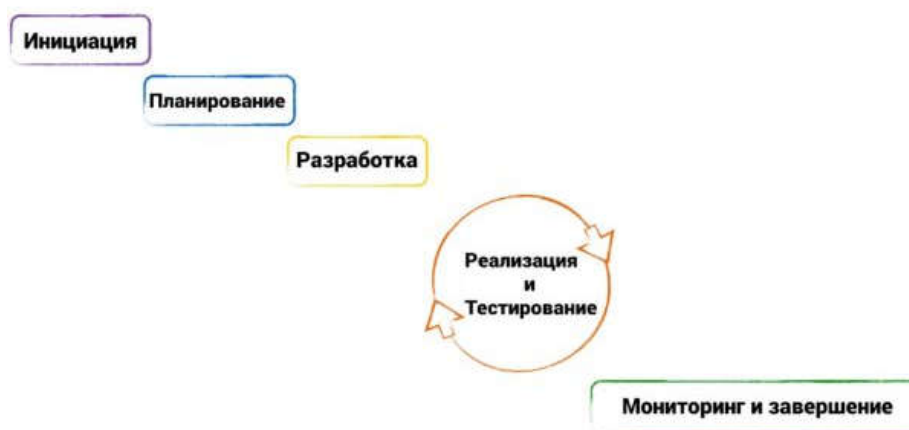 Инициация
Планирование
Разработка
Реализация
и
Тестирование
Мониторинг и завершение